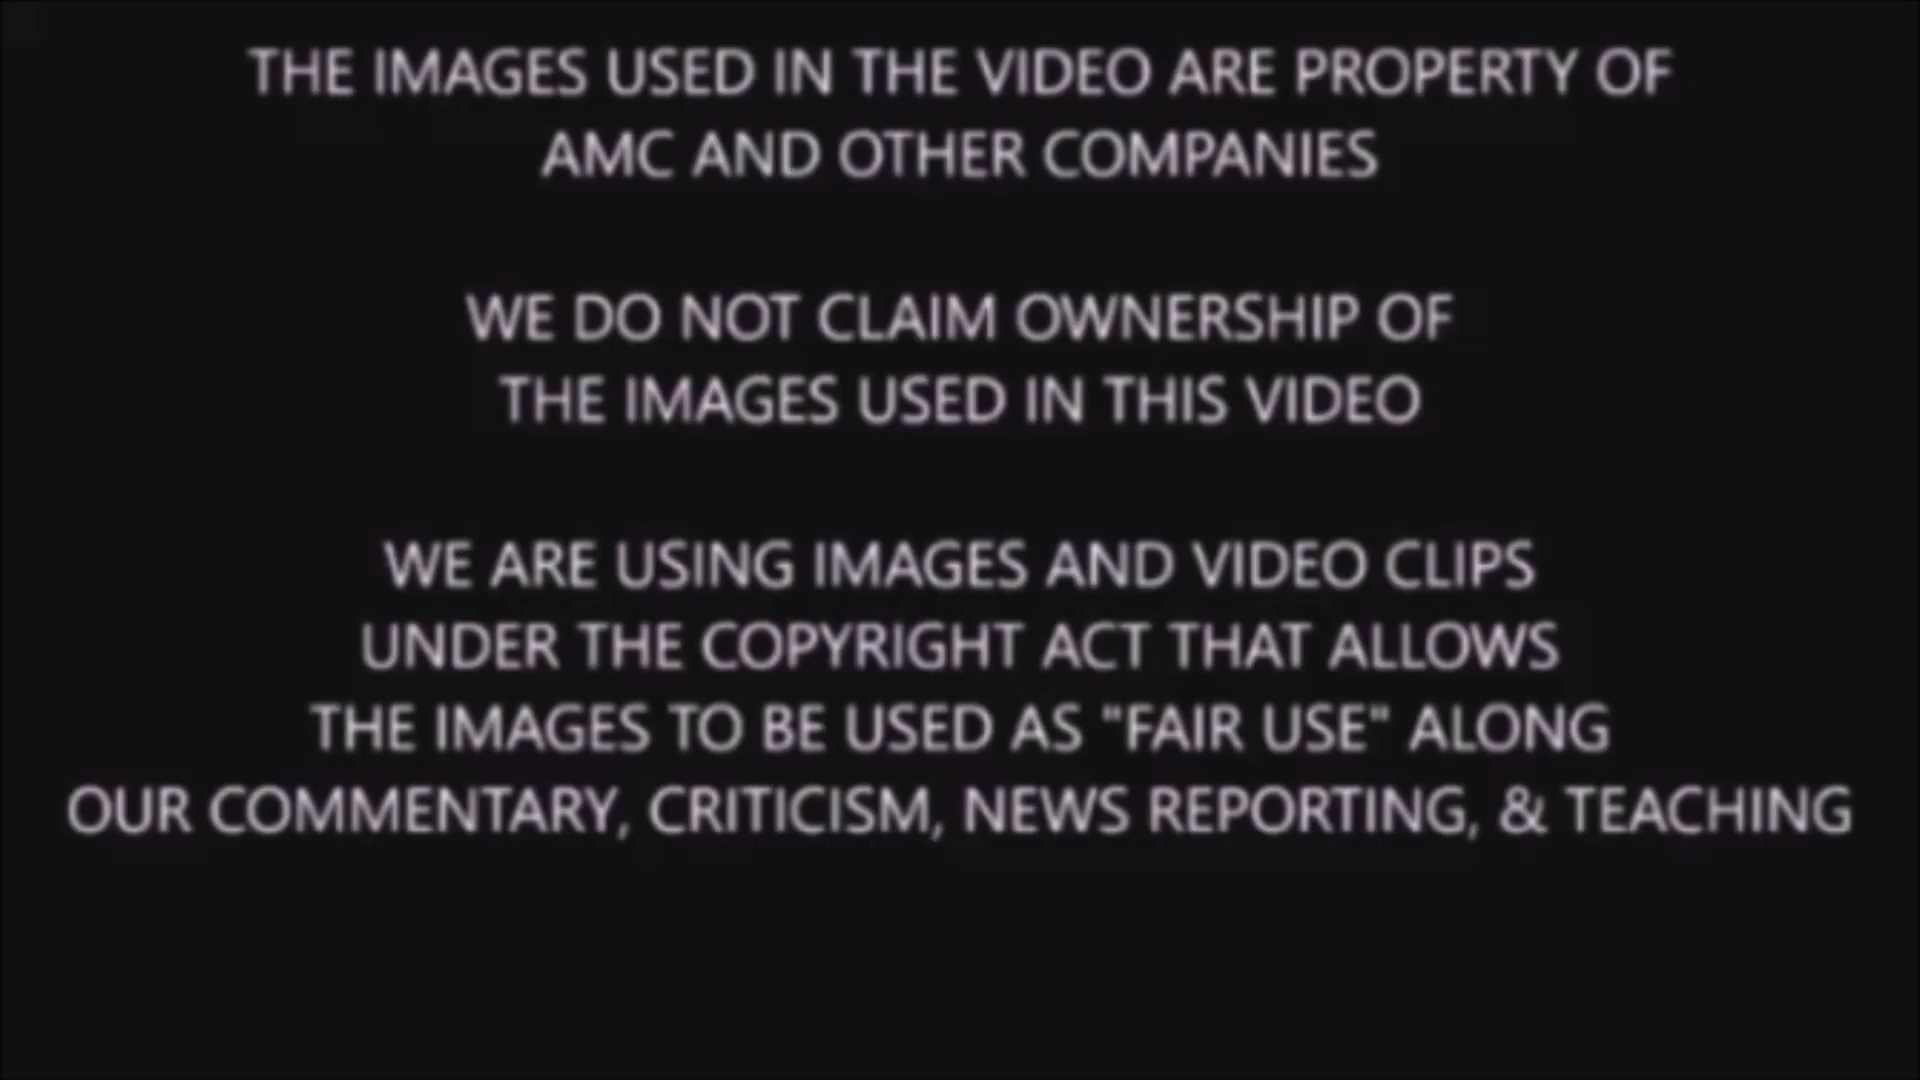 THE IMAGES USED IN THE VIDEO ARE PROPERTY OF
AMC AND OTHER COMPANIES
WE DO NOT CLAIM OWNERSHIP OF
THE IMAGES USED IN THIS VIDEO
WE ARE USING IMAGES AND VIDEO CLIPS
UNDER THE COPYRIGHT ACT THAT ALLOWS
THE IMAGES TO BE USED AS "FAIR USE" ALONG
OUR COMMENTARY, CRITICISM, NEWS REPORTING, & TEACHING